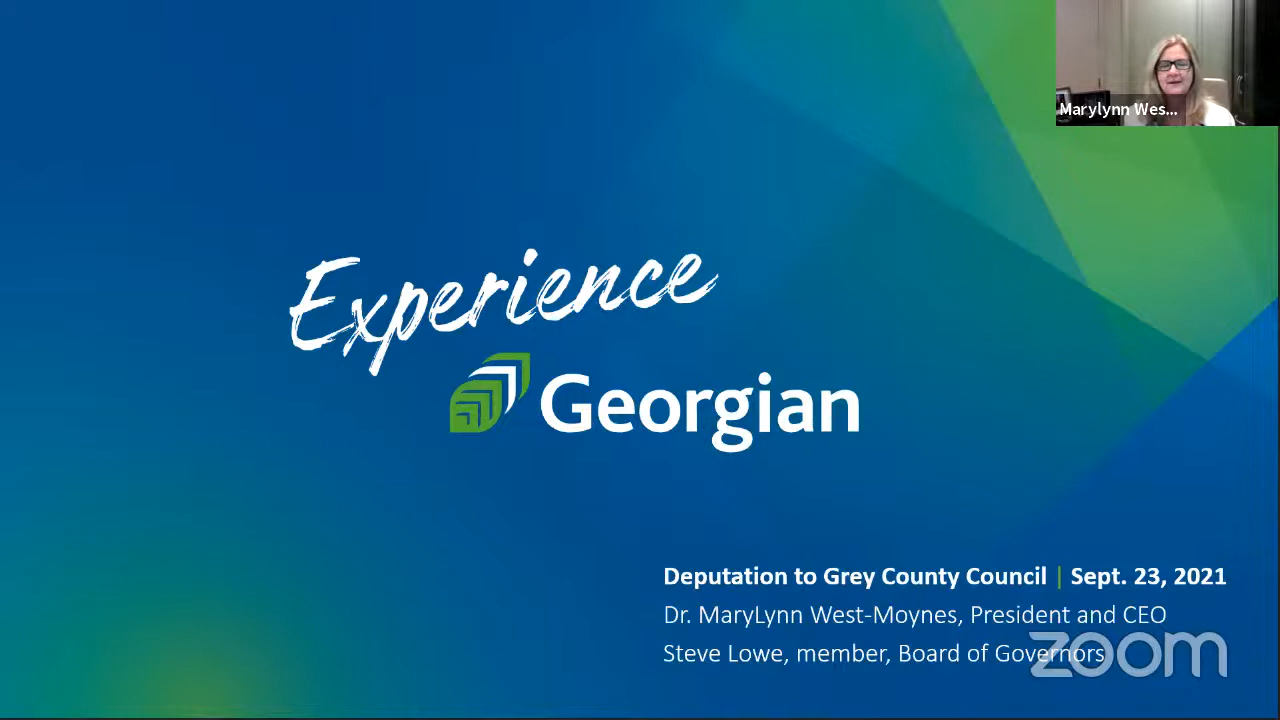 Marylynn Wes...
Experience
Georgian
Deputation to Grey County Council | Sept. 23, 2021
Dr. MaryLynn West-Moynes, President and CEO
Steve Lowe, member, Board of Governors
zoom